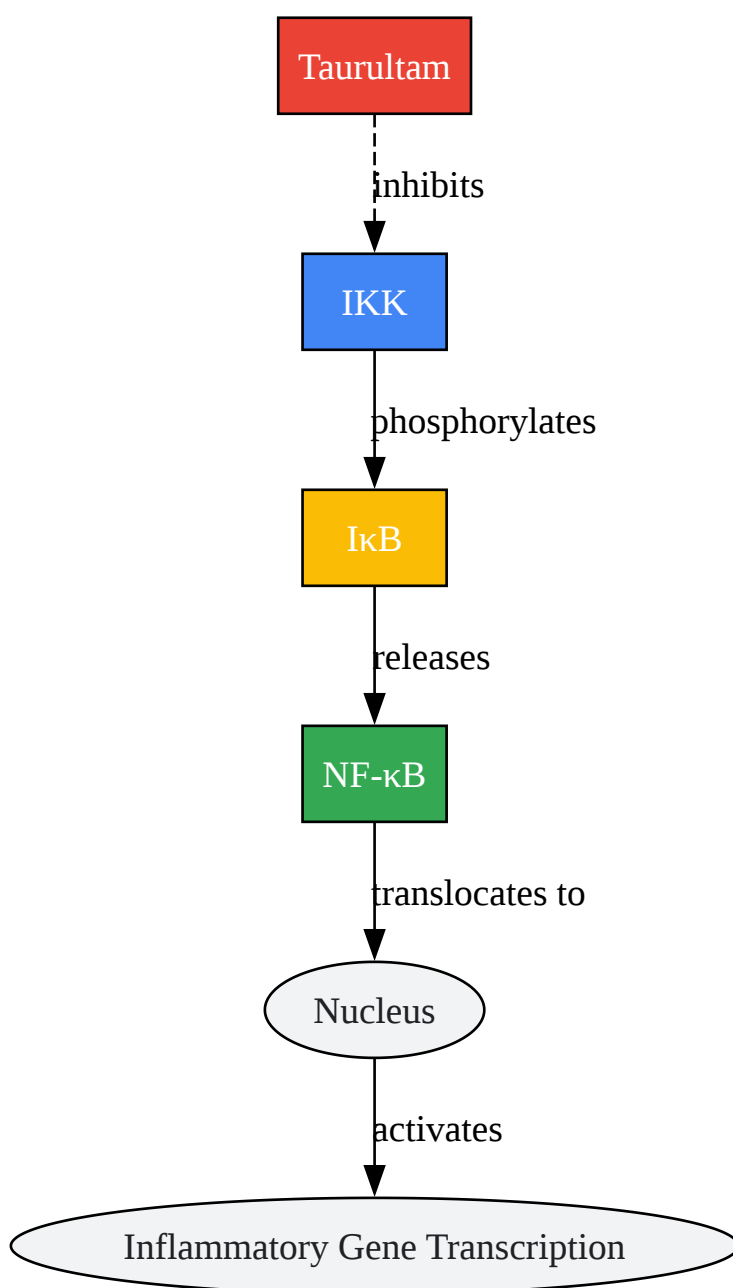 Taurultam
inhibits
IKK
phosphorylates
IκB
releases
NF-κB
translocates to
Nucleus
activates
Inflammatory Gene Transcription